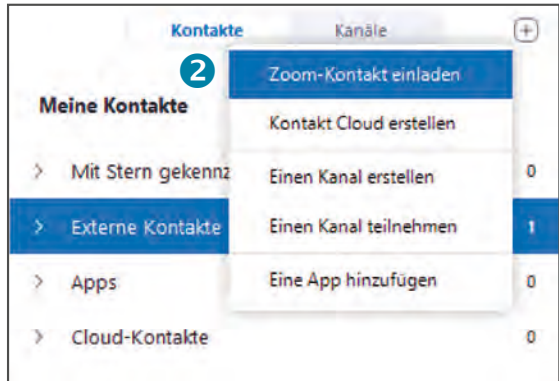 Kontakte Kanäle +
2 Zoom-Kontakt einladen
Meine Kontakte
Kontakt Cloud erstellen
> Mit Stern gekennz Einen Kanal erstellen 0
> Externe Kontakte Einen Kanal teilnehmen 1
> Apps Eine App hinzufügen 0
> Cloud-Kontakte 0